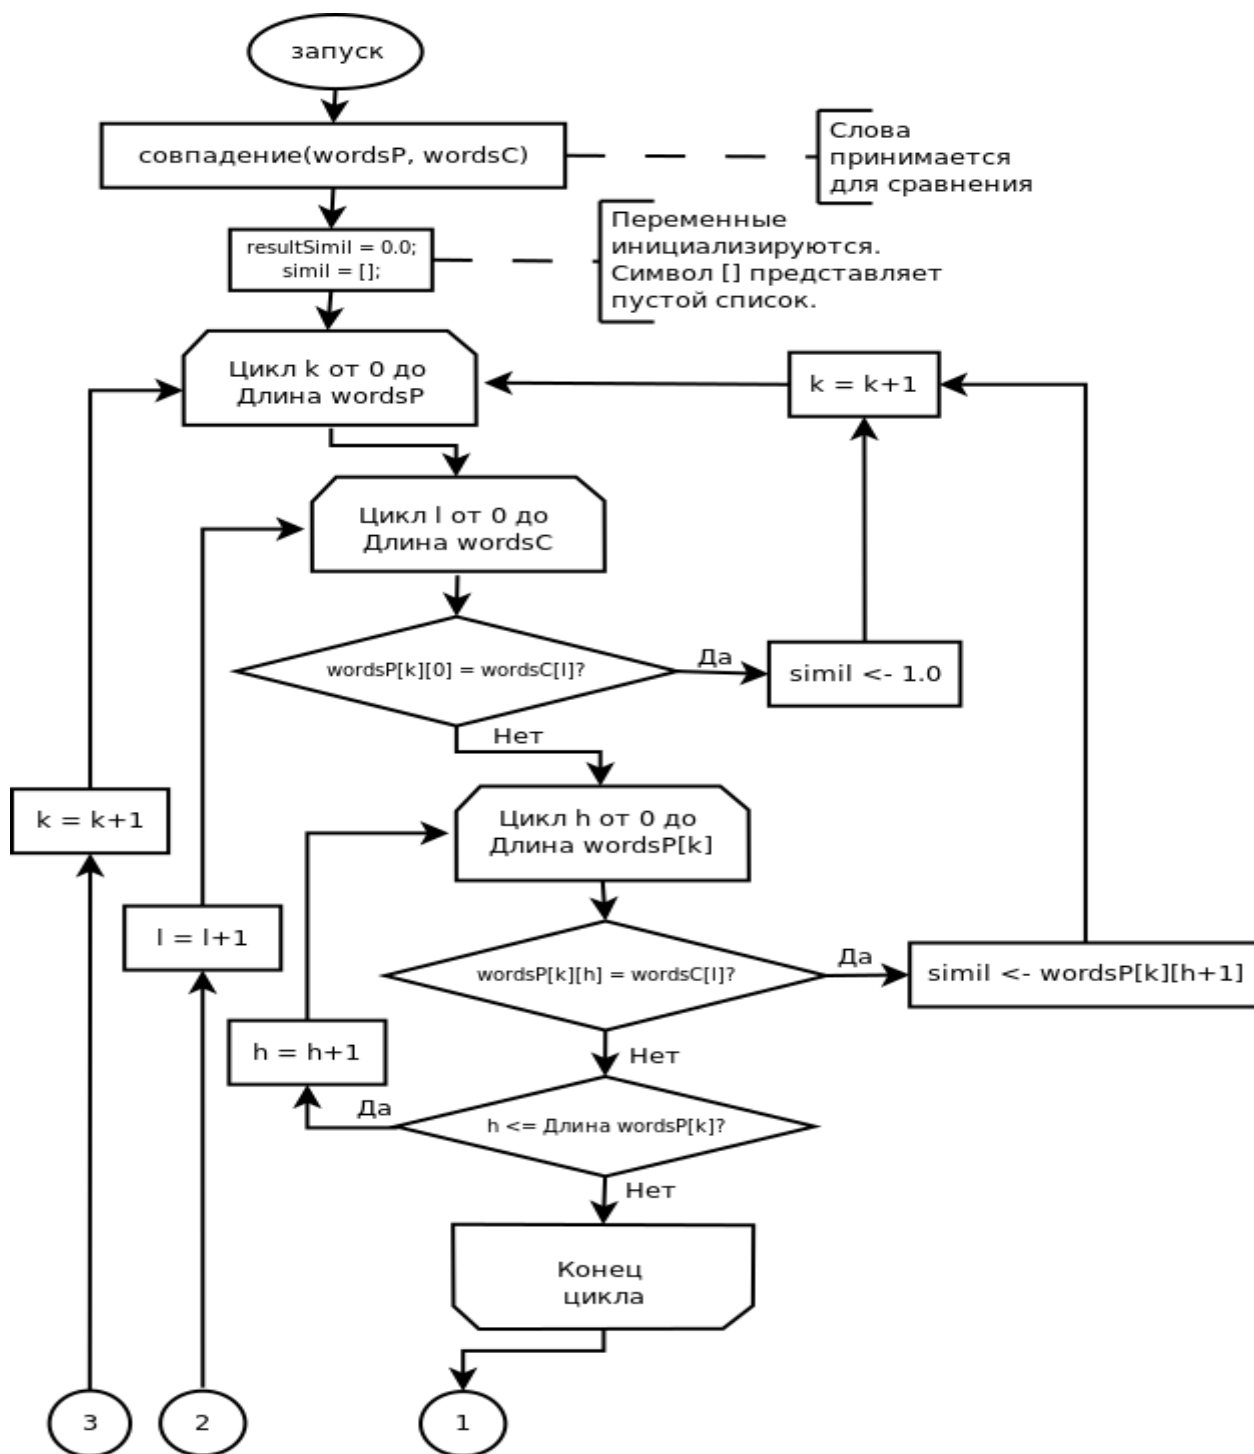 запуск
совпадение(wordsP, wordsC)
Слова
принимается
для сравнения
resultSimil = 0.0;
simil = [];
Переменные
инициализируются.
Символ [] представляет
пустой список.
Цикл k от 0 до
Длина wordsP
k = k+1
Цикл l от 0 до
Длина wordsC
wordsP[k][0] = wordsC[l]?
Да
simil <- 1.0
Нет
Цикл h от 0 до
Длина wordsP[k]
k = k+1
l = l+1
wordsP[k][h] = wordsC[l]?
Да
simil <- wordsP[k][h+1]
Нет
h = h+1
Да
h <= Длина wordsP[k]?
Нет
Конец
цикла
3
2
1